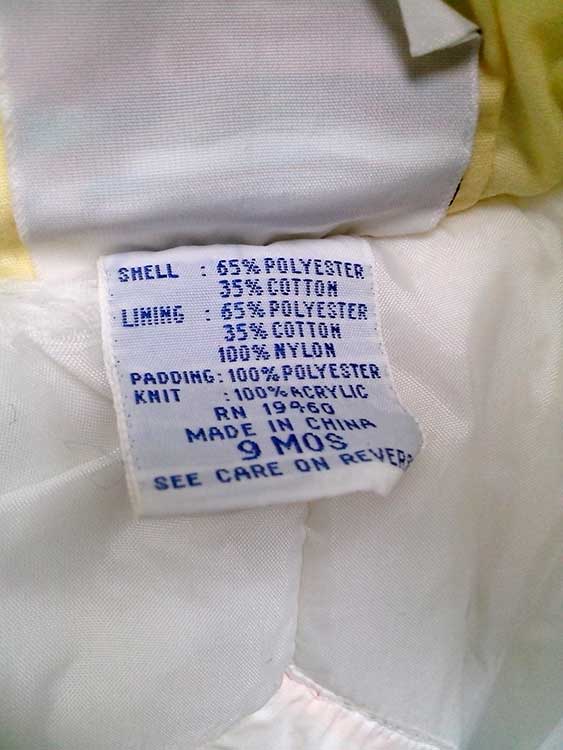 SHELL : 65% POLYESTER
35% COTTON
LINING : 65% POLYESTER
35% COTTON
100% NYLON
PADDING: 100% POLYESTER
KNIT : 100% ACRYLIC
RN 19460
MADE IN CHINA
9 MOS
SEE CARE ON REVER